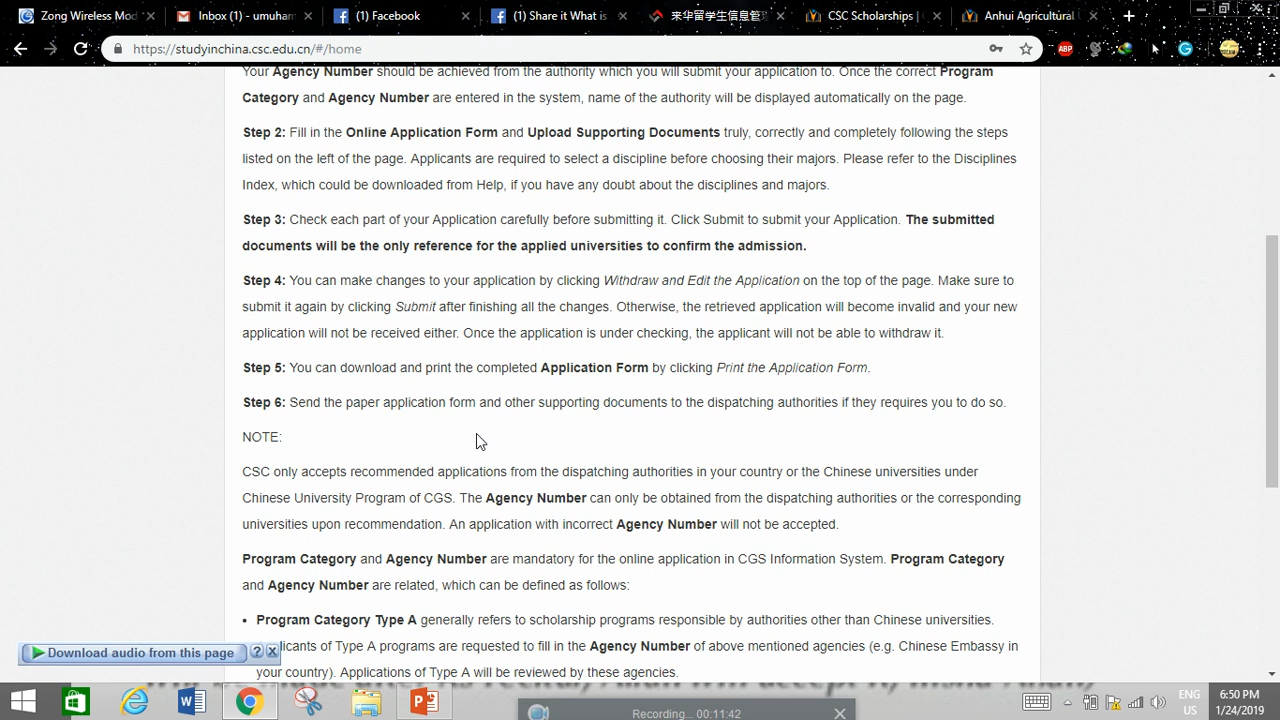 Zong Wireless Mod
Inbox (1) - umuham
(1) Facebook
(1) Share it What is
来华留学生信息管理
CSC Scholarships |
Anhui Agricultural
https://studyinchina.csc.edu.cn/#/home
ABP
Your Agency Number should be achieved from the authority which you will submit your application to. Once the correct Program
Category and Agency Number are entered in the system, name of the authority will be displayed automatically on the page.
Step 2: Fill in the Online Application Form and Upload Supporting Documents truly, correctly and completely following the steps
listed on the left of the page. Applicants are required to select a discipline before choosing their majors. Please refer to the Disciplines
Index, which could be downloaded from Help, if you have any doubt about the disciplines and majors.
Step 3: Check each part of your Application carefully before submitting it. Click Submit to submit your Application. The submitted
documents will be the only reference for the applied universities to confirm the admission.
Step 4: You can make changes to your application by clicking Withdraw and Edit the Application on the top of the page. Make sure to
submit it again by clicking Submit after finishing all the changes. Otherwise, the retrieved application will become invalid and your new
application will not be received either. Once the application is under checking, the applicant will not be able to withdraw it.
Step 5: You can download and print the completed Application Form by clicking Print the Application Form.
Step 6: Send the paper application form and other supporting documents to the dispatching authorities if they requires you to do so.
NOTE:
CSC only accepts recommended applications from the dispatching authorities in your country or the Chinese universities under
Chinese University Program of CGS. The Agency Number can only be obtained from the dispatching authorities or the corresponding
universities upon recommendation. An application with incorrect Agency Number will not be accepted.
Program Category and Agency Number are mandatory for the online application in CGS Information System. Program Category
and Agency Number are related, which can be defined as follows:
• Program Category Type A generally refers to scholarship programs responsible by authorities other than Chinese universities.
licants of Type A programs are requested to fill in the Agency Number of above mentioned agencies (e.g. Chinese Embassy in
your country). Applications of Type A will be reviewed by these agencies.
Download audio from this page
ENG
US
6:50 PM
1/24/2019
Recording... 00:11:42